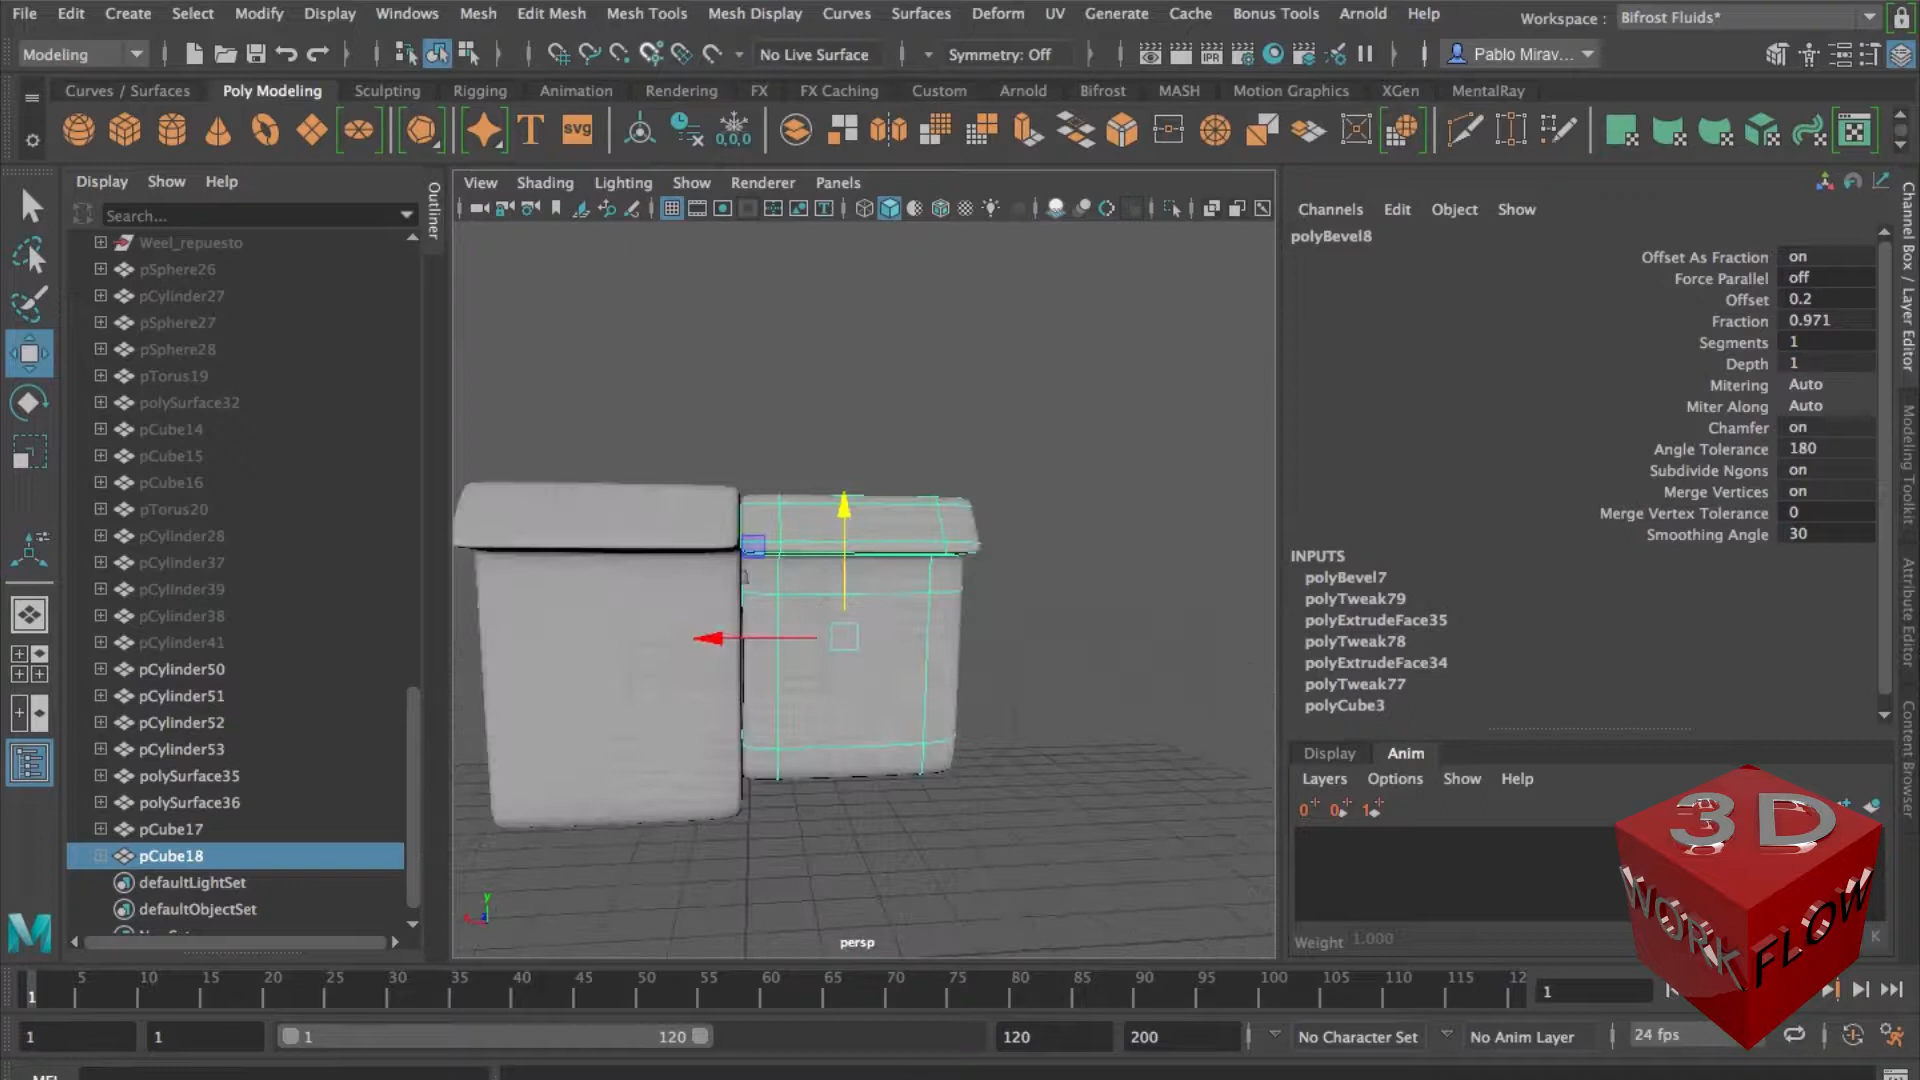 File Edit Create Select Modify Display Windows Mesh Edit Mesh Mesh Tools Mesh Display Curves Surfaces Deform UV Generate Cache Bonus Tools Arnold Help Workspace : Bifrost Fluids*
Modeling No Live Surface Symmetry: Off IPR Pablo Mirav...
Curves / Surfaces Poly Modeling Sculpting Rigging Animation Rendering FX FX Caching Custom Arnold Bifrost MASH Motion Graphics XGen MentalRay
T SVG 0,0,0
Display Show Help
Outliner
Search...
Weel_repuesto
pSphere26
pCylinder27
pSphere27
pSphere28
pTorus19
polySurface32
pCube14
pCube15
pCube16
pTorus20
pCylinder28
pCylinder37
pCylinder39
pCylinder38
pCylinder41
pCylinder50
pCylinder51
pCylinder52
pCylinder53
polySurface35
polySurface36
pCube17
pCube18
defaultLightSet
defaultObjectSet
View Shading Lighting Show Renderer Panels
y
persp
Channels Edit Object Show
polyBevel8
Offset As Fraction on
Force Parallel off
Offset 0.2
Fraction 0.971
Segments 1
Depth 1
Mitering Auto
Miter Along Auto
Chamfer on
Angle Tolerance 180
Subdivide Ngons on
Merge Vertices on
Merge Vertex Tolerance 0
Smoothing Angle 30
INPUTS
polyBevel7
polyTweak79
polyExtrudeFace35
polyTweak78
polyExtrudeFace34
polyTweak77
polyCube3
Display Anim
Layers Options Show Help
Weight 1.000 K
Channel Box / Layer Editor
Modeling Toolkit
Attribute Editor
Content Browser
3D
WORK FLOW
5 10 15 20 25 30 35 40 45 50 55 60 65 70 75 80 85 90 95 100 105 110 115 12
1 1
1 1 1 120 120 200 No Character Set No Anim Layer 24 fps
MEL